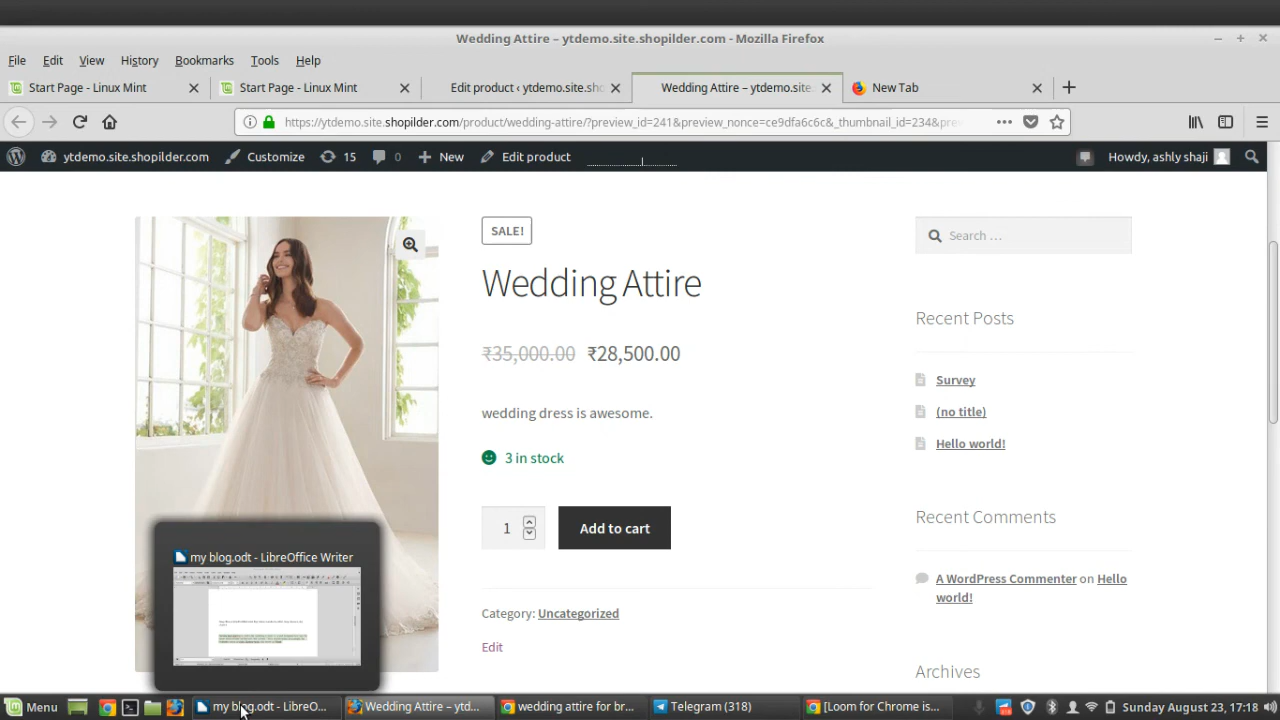 Wedding Attire – ytdemo.site.shopilder.com - Mozilla Firefox
File Edit View History Bookmarks Tools Help
Start Page - Linux Mint
Start Page - Linux Mint
Edit product ‹ ytdemo.site.sho
Wedding Attire – ytdemo.site.
New Tab
https://ytdemo.site.shopilder.com/product/wedding-attire/?preview_id=241&preview_nonce=ce9dfa6c6c&_thumbnail_id=234&pre
ytdemo.site.shopilder.com Customize 15 0 New Edit product Howdy, ashly shaji
SALE!
Search …
Wedding Attire
Recent Posts
₹35,000.00 ₹28,500.00
Survey
(no title)
wedding dress is awesome.
Hello world!
3 in stock
Recent Comments
1 Add to cart
A WordPress Commenter on Hello
world!
Category: Uncategorized
Edit
Archives
my blog.odt - LibreOffice Writer
Menu my blog.odt - LibreO... Wedding Attire – ytd... wedding attire for br... Telegram (318) [Loom for Chrome is... Sunday August 23, 17:18